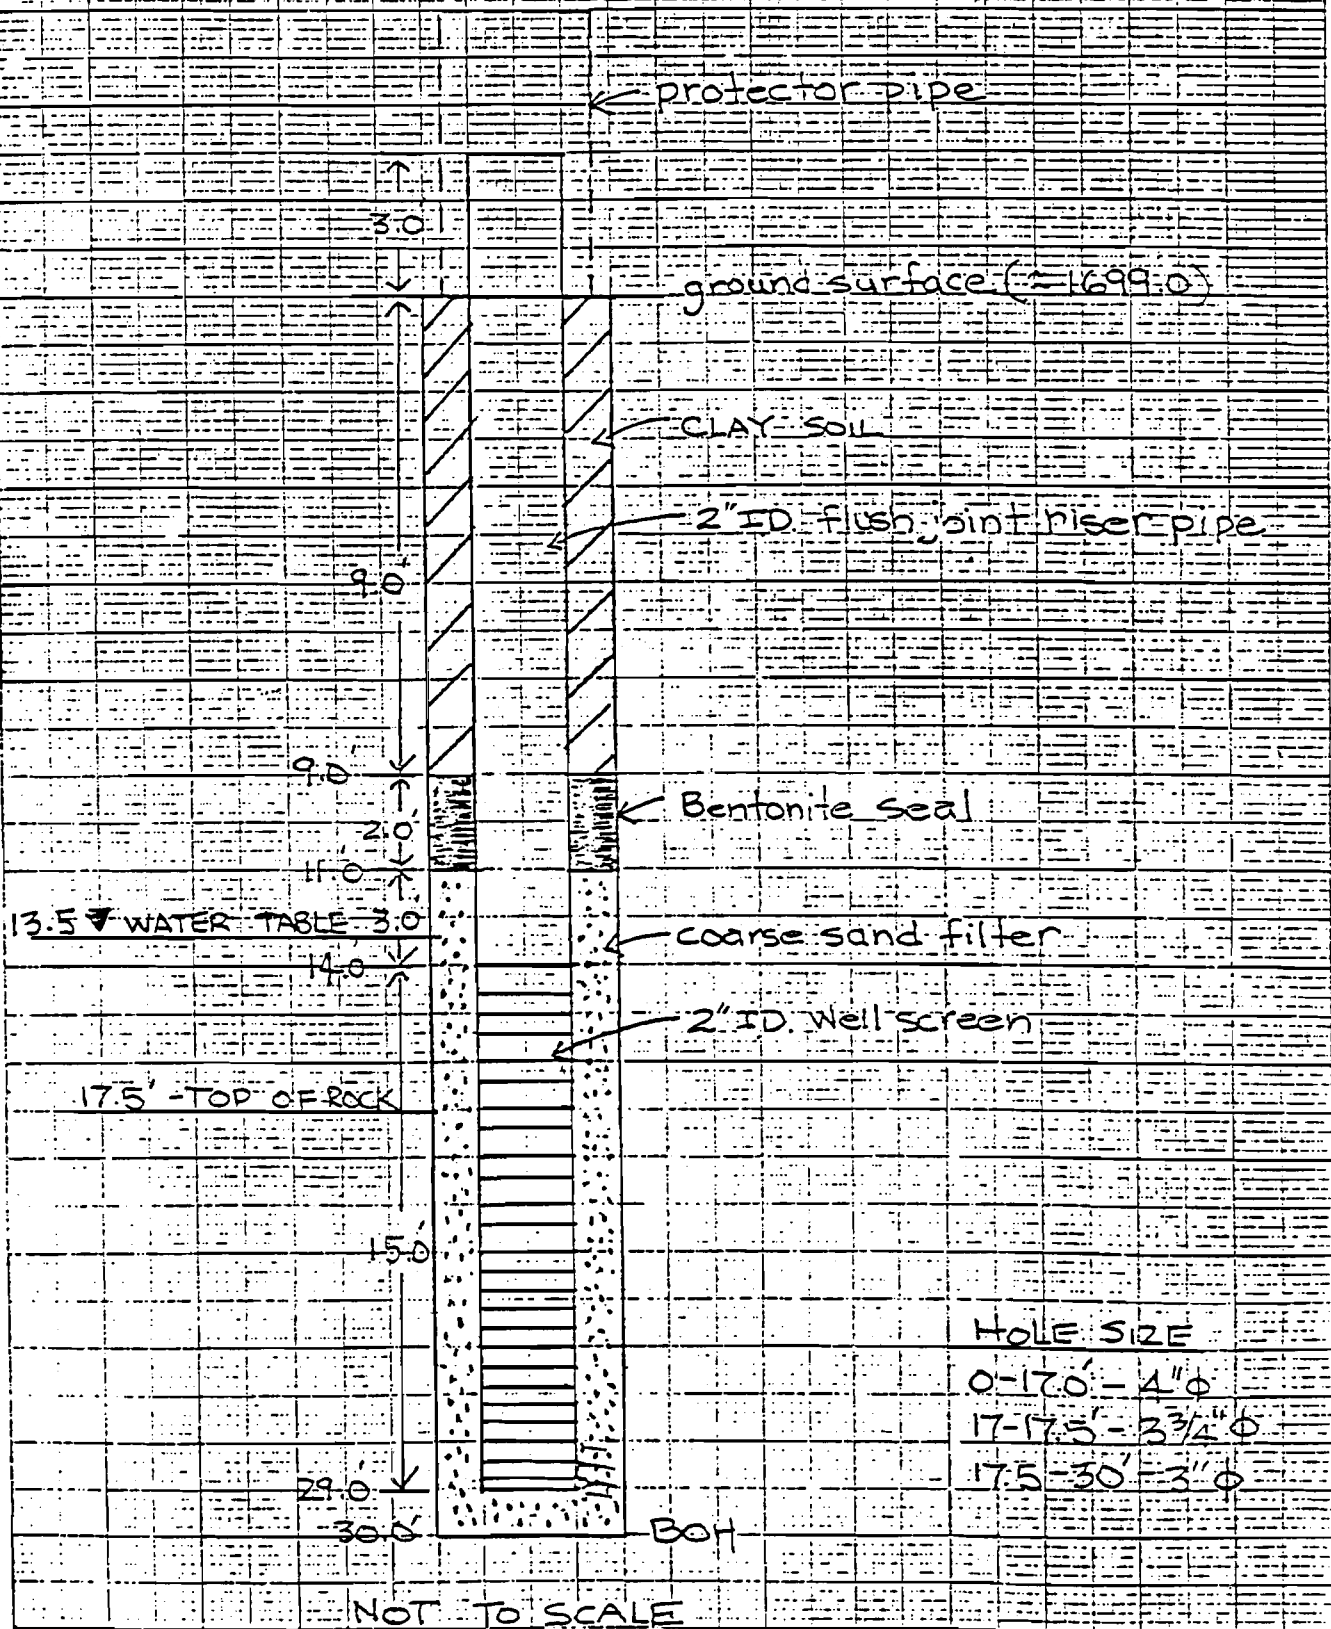 protector pipe
3.0
ground surface (≈1699.0)
CLAY SOIL
2" ID flush joint riser pipe
9.0'
9.0'
Bentonite seal
2.0'
11.0'
13.5 ▼ WATER TABLE 3.0'
coarse sand filter
14.0'
2" ID. Well screen
17.5' - TOP OF ROCK
15.0'
HOLE SIZE
0-17.0' - 4" φ
17-17.5' - 3 3/4" φ
17.5-30' - 3" φ
29.0'
30.0'
BOH
NOT TO SCALE